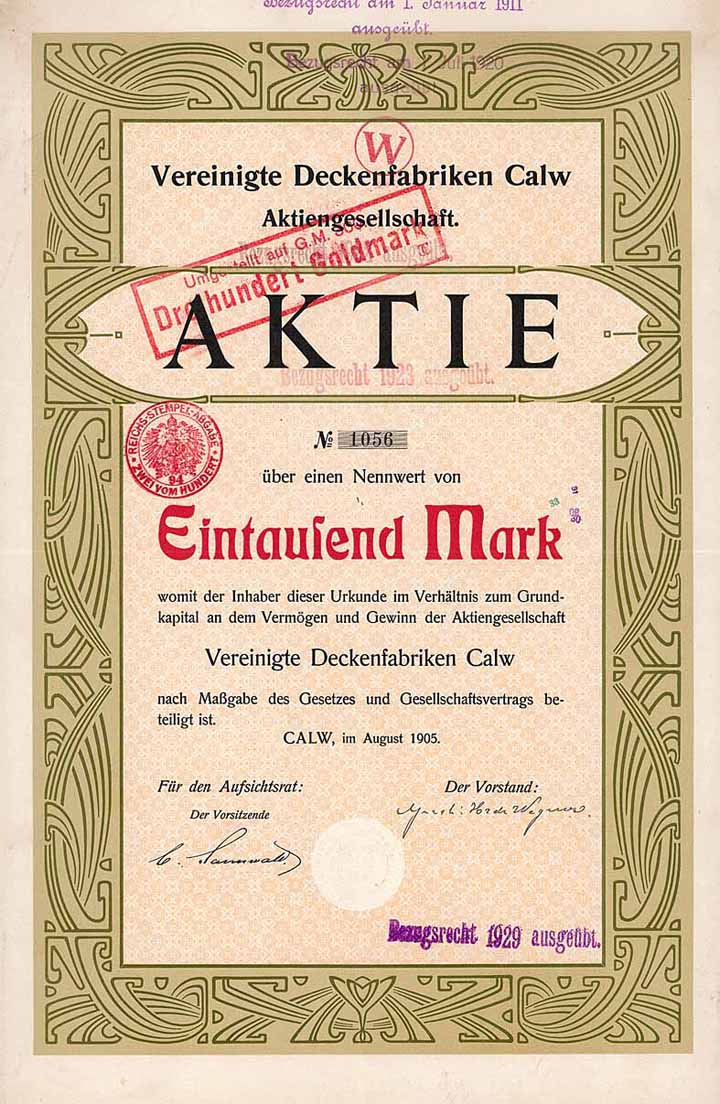 Bezugsrecht am 1. Januar 1911
ausgeübt.
Bezugsrecht am Juli 1920
W
Vereinigte Deckenfabriken Calw
Aktiengesellschaft.
Umgestellt auf G.M. 300.
Dreihundert Goldmark
ausgeübt.
AKTIE
Bezugsrecht 1923 ausgeübt.
REICHS-STEMPEL-ABGABE
94
ZWEI VOM HUNDERT
No 1056
über einen Nennwert von
Eintauſend Mark
womit der Inhaber dieser Urkunde im Verhältnis zum Grund-
kapital an dem Vermögen und Gewinn der Aktiengesellschaft
Vereinigte Deckenfabriken Calw
nach Maßgabe des Gesetzes und Gesellschaftsvertrags be-
teiligt ist.
CALW, im August 1905.
Für den Aufsichtsrat:
Der Vorstand:
Der Vorsitzende
Bezugsrecht 1929 ausgeübt.